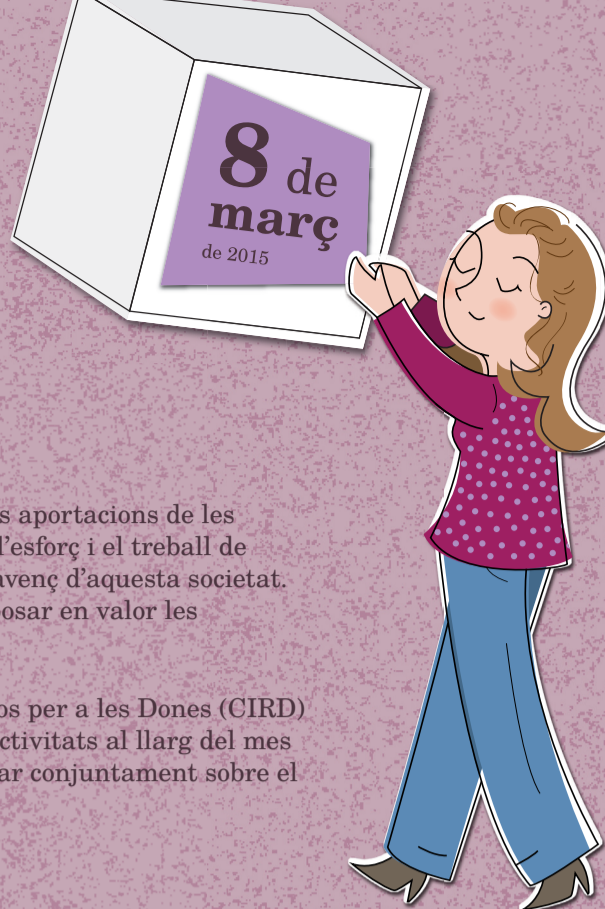 8 de
març
de 2015
s aportacions de les
l’esforç i el treball de
avenç d’aquesta societat.
posar en valor les
os per a les Dones (CIRD)
ctivitats al llarg del mes
ar conjuntament sobre el